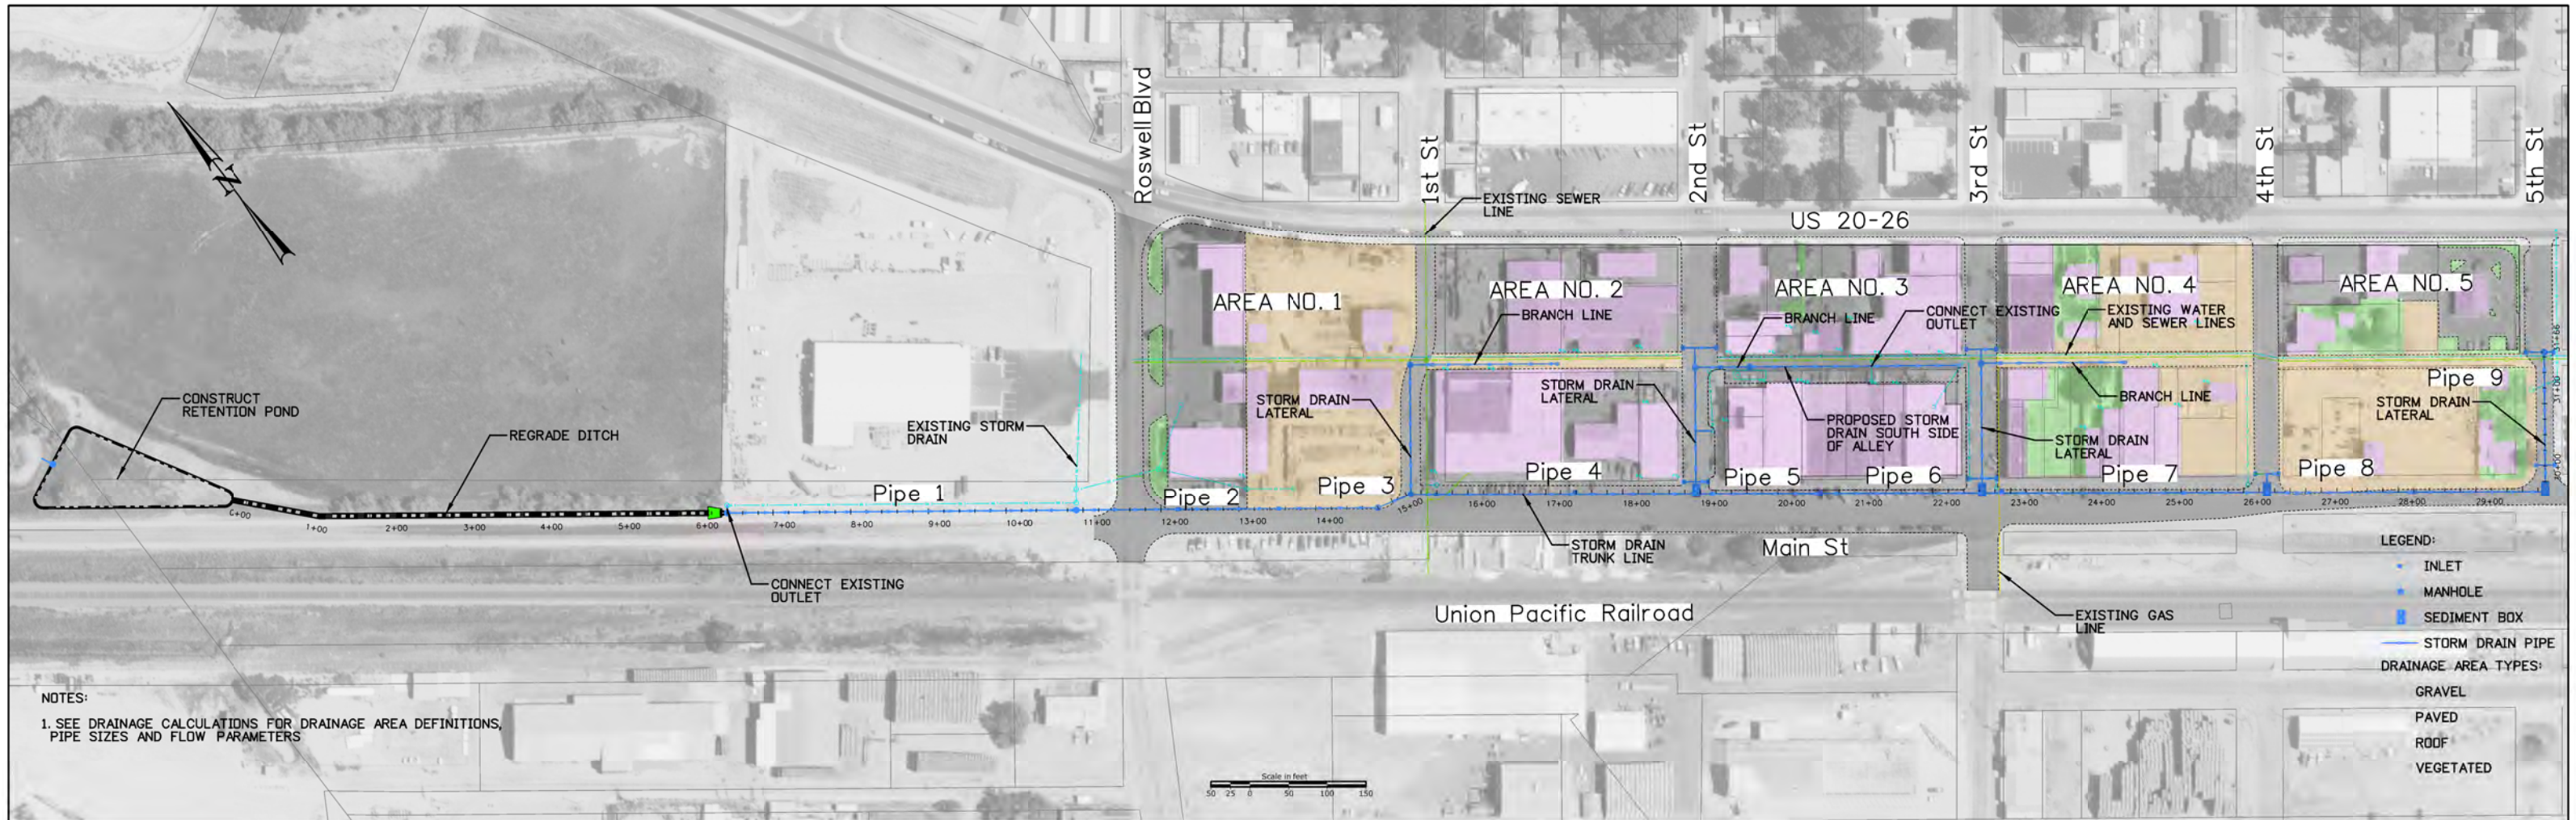 Roswell Blvd
1st St
2nd St
3rd St
4th St
5th St
N
EXISTING SEWER
LINE
US 20-26
AREA NO. 1
AREA NO. 2
AREA NO. 3
AREA NO. 4
AREA NO. 5
BRANCH LINE
BRANCH LINE
CONNECT EXISTING
OUTLET
EXISTING WATER
AND SEWER LINES
31+66
CONSTRUCT
RETENTION POND
REGRADE DITCH
EXISTING STORM
DRAIN
STORM DRAIN
LATERAL
STORM DRAIN
LATERAL
PROPOSED STORM
DRAIN SOUTH SIDE
OF ALLEY
BRANCH LINE
STORM DRAIN
LATERAL
Pipe 9
31+00
STORM DRAIN
LATERAL
30+00
Pipe 1
Pipe 2
Pipe 3
Pipe 4
Pipe 5
Pipe 6
Pipe 7
Pipe 8
0+00
1+00
2+00
3+00
4+00
5+00
6+00
7+00
8+00
9+00
10+00
11+00
12+00
13+00
14+00
15+00
16+00
17+00
18+00
19+00
20+00
21+00
22+00
23+00
24+00
25+00
26+00
27+00
28+00
29+00
CONNECT EXISTING
OUTLET
STORM DRAIN
TRUNK LINE
Main St
Union Pacific Railroad
EXISTING GAS
LINE
LEGEND:
INLET
MANHOLE
SEDIMENT BOX
STORM DRAIN PIPE
DRAINAGE AREA TYPES:
GRAVEL
PAVED
ROOF
VEGETATED
NOTES:
1. SEE DRAINAGE CALCULATIONS FOR DRAINAGE AREA DEFINITIONS,
PIPE SIZES AND FLOW PARAMETERS
Scale in feet
50 25 0 50 100 150